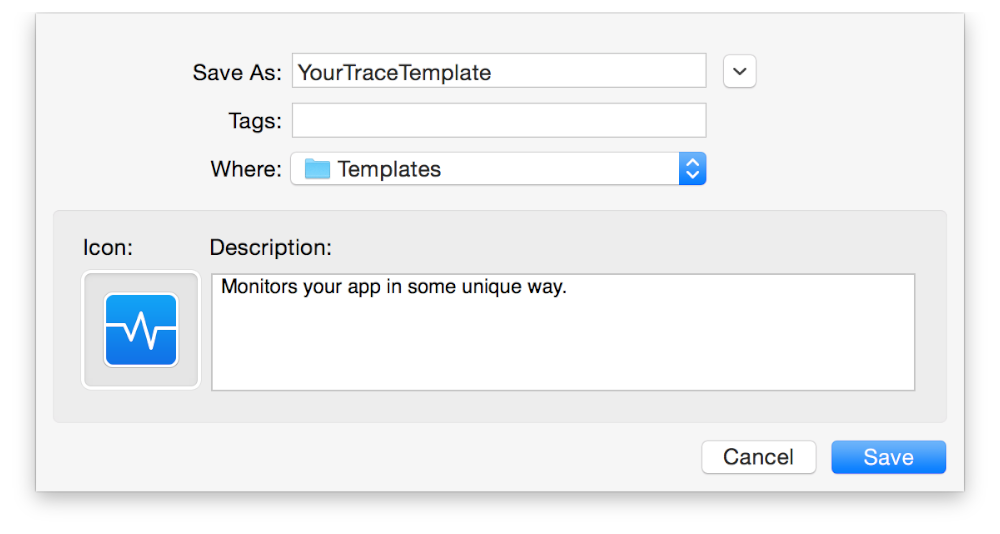 Save As: YourTraceTemplate
Tags:
Where: Templates
Icon: Description:
Monitors your app in some unique way.
Cancel Save